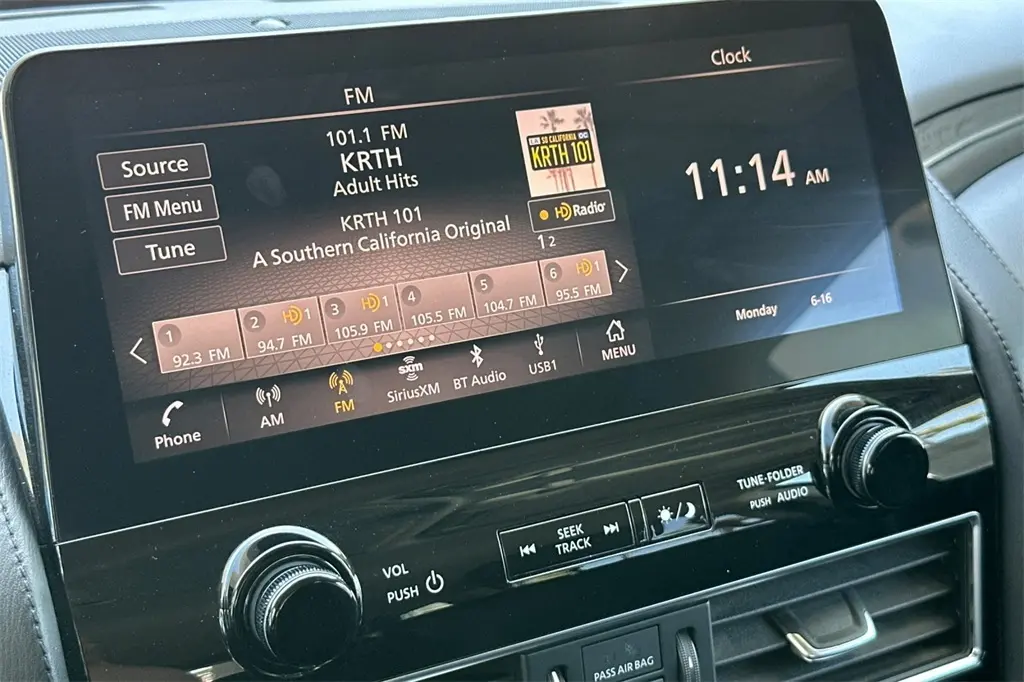 FM
Clock
Source
FM Menu
Tune
101.1 FM
KRTH
Adult Hits
KRTH 101
A Southern California Original
SO CALIFORNIA
KRTH 101
HD Radio
1 2
11:14 AM
Monday 6-16
1 92.3 FM
2 HD 1 94.7 FM
3 HD 1 105.9 FM
4 105.5 FM
5 104.7 FM
6 HD 1 95.5 FM
Phone
AM
FM
sxm
SiriusXM
BT Audio
USB1
MENU
VOL
PUSH
SEEK
TRACK
TUNE·FOLDER
PUSH AUDIO
PASS AIR BAG